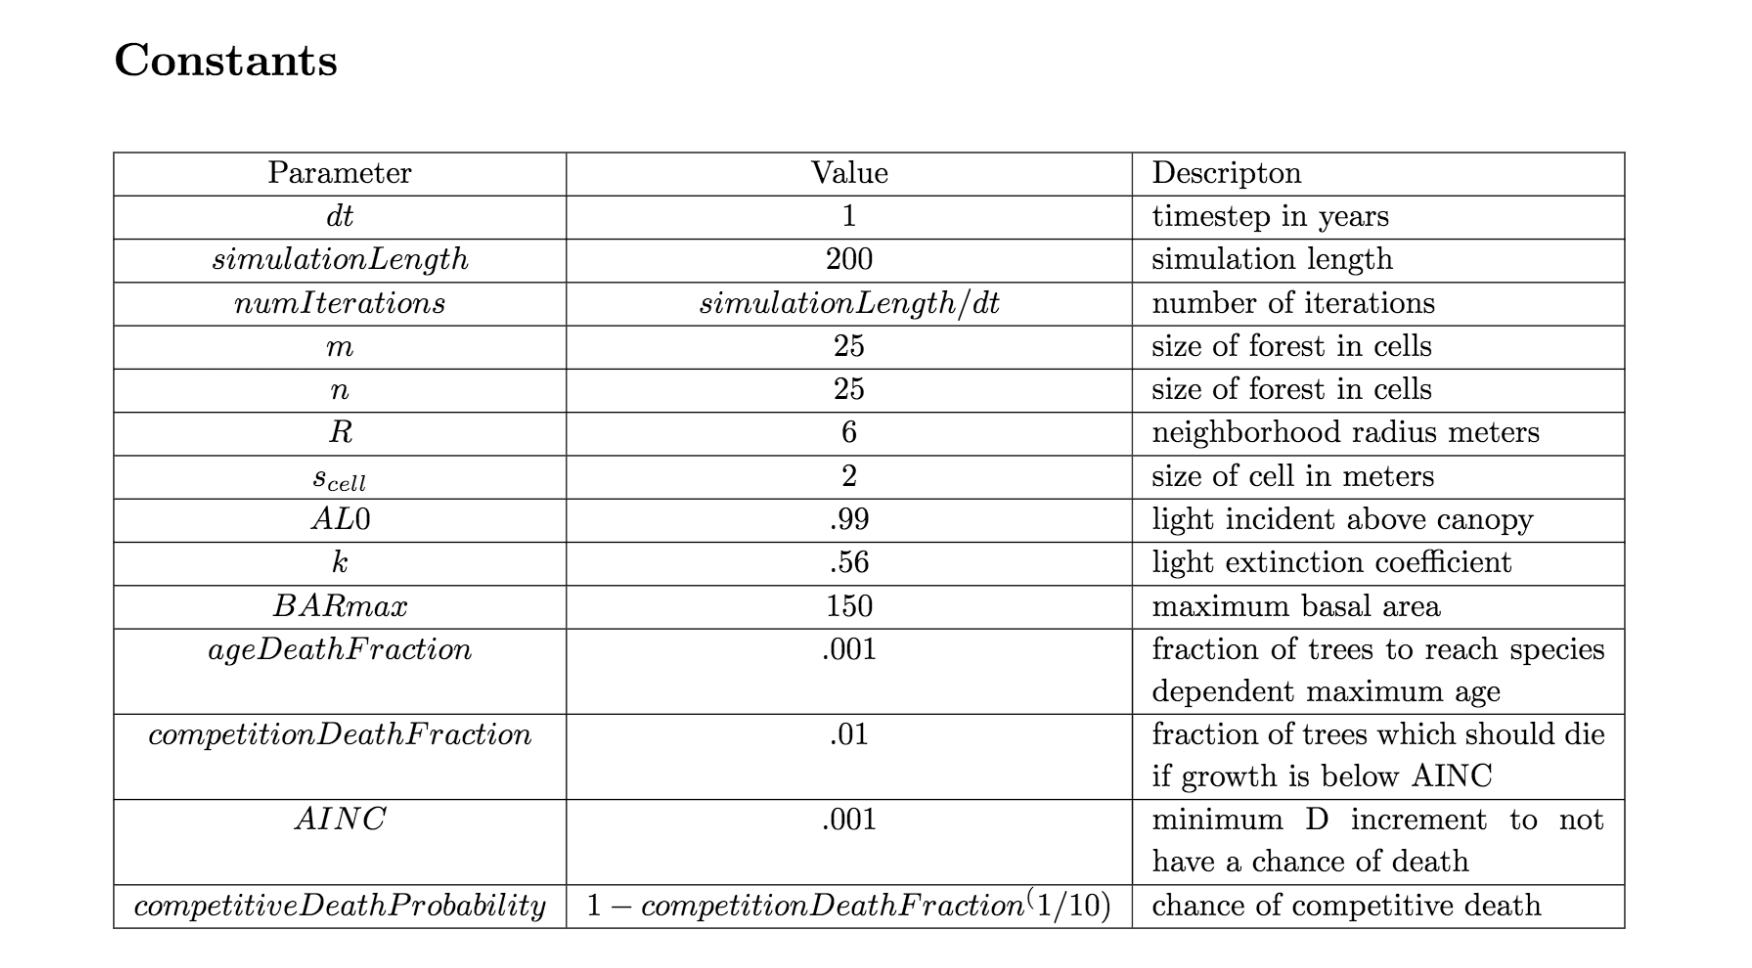 Constants
Parameter Value Descripton
dt 1 timestep in years
simulationLength 200 simulation length
numIterations simulationLength/dt number of iterations
m 25 size of forest in cells
n 25 size of forest in cells
R 6 neighborhood radius meters
s_cell 2 size of cell in meters
AL0 .99 light incident above canopy
k .56 light extinction coefficient
BARmax 150 maximum basal area
ageDeathFraction .001 fraction of trees to reach species
dependent maximum age
competitionDeathFraction .01 fraction of trees which should die
if growth is below AINC
AINC .001 minimum D increment to not
have a chance of death
competitiveDeathProbability 1 − competitionDeathFraction⁽1/10) chance of competitive death